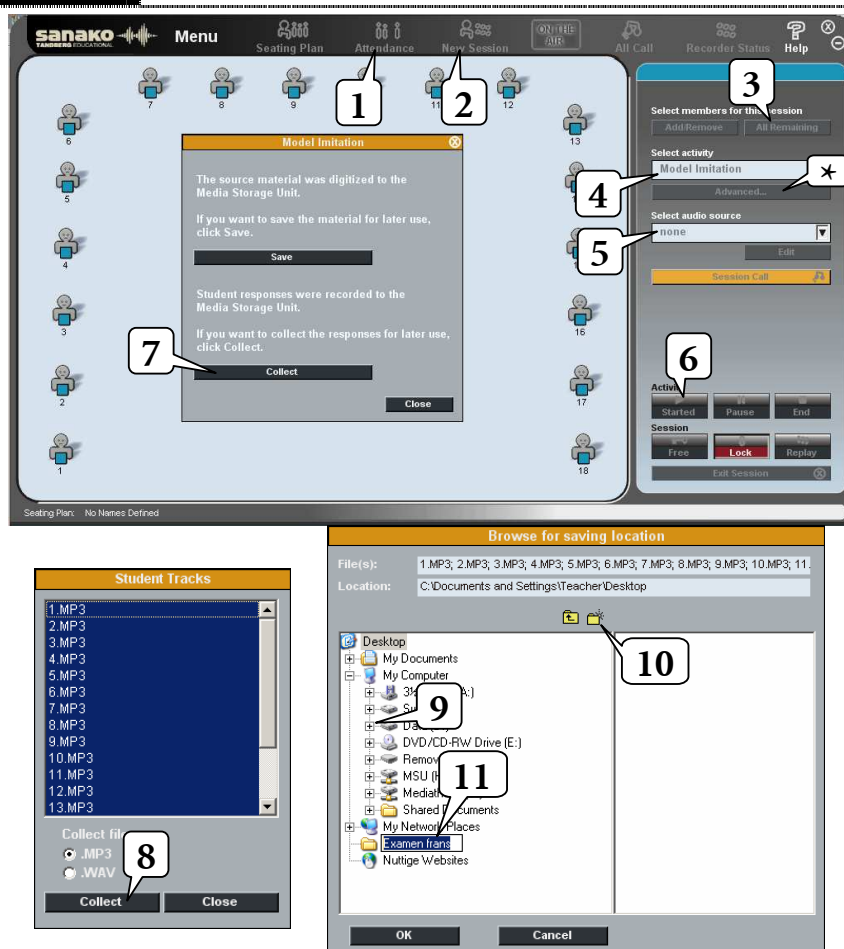 sanako
TANDBERG EDUCATIONAL
Menu
Seating Plan
Attendance
New Session
ON THE AIR
All Call
Recorder Status
Help
1
2
7
8
9
11
12
6
13
5
4
3
16
2
17
1
18
Model Imitation
The source material was digitized to the
Media Storage Unit.
If you want to save the material for later use,
click Save.
Save
Student responses were recorded to the
Media Storage Unit.
If you want to collect the responses for later use,
click Collect.
7
Collect
Close
3
Select members for this session
Add/Remove
All Remaining
Select activity
4
Model Imitation
*
Advanced...
Select audio source
5
none
Edit
Session Call
6
Started
Pause
End
Session
Free
Lock
Replay
Exit Session
Seating Plan: No Names Defined
Student Tracks
1.MP3
2.MP3
3.MP3
4.MP3
5.MP3
6.MP3
7.MP3
8.MP3
9.MP3
10.MP3
11.MP3
12.MP3
13.MP3
Collect
.MP3
.WAV
8
Collect
Close
Browse for saving location
File(s):
1.MP3; 2.MP3; 3.MP3; 4.MP3; 5.MP3; 6.MP3; 7.MP3; 8.MP3; 9.MP3; 10.MP3; 11.
Location:
C:\Documents and Settings\Teacher\Desktop
10
Desktop
My Documents
My Computer
9
DVD/CD-RW Drive (E:)
MSU
11
Shared Documents
My Network Places
Examen frans
Nuttige Websites
OK
Cancel